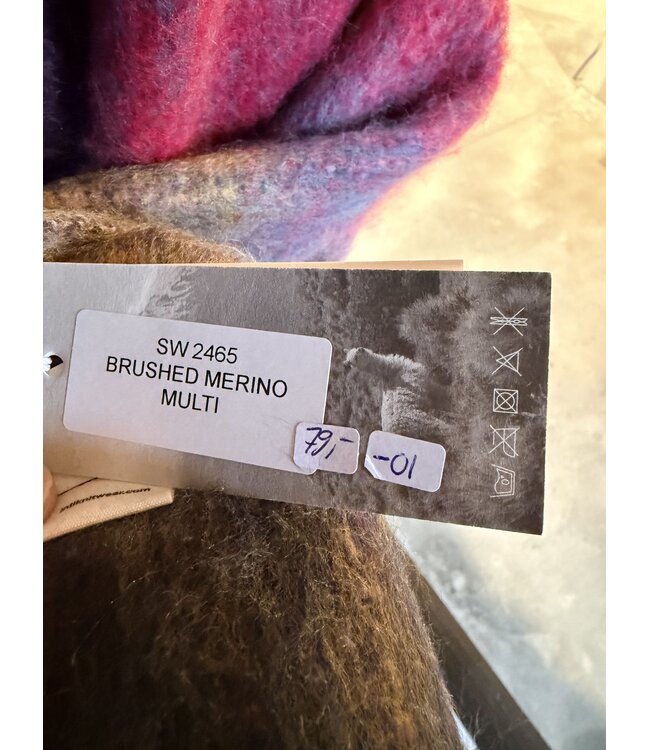 SW 2465
BRUSHED MERINO
MULTI
79,-
-01